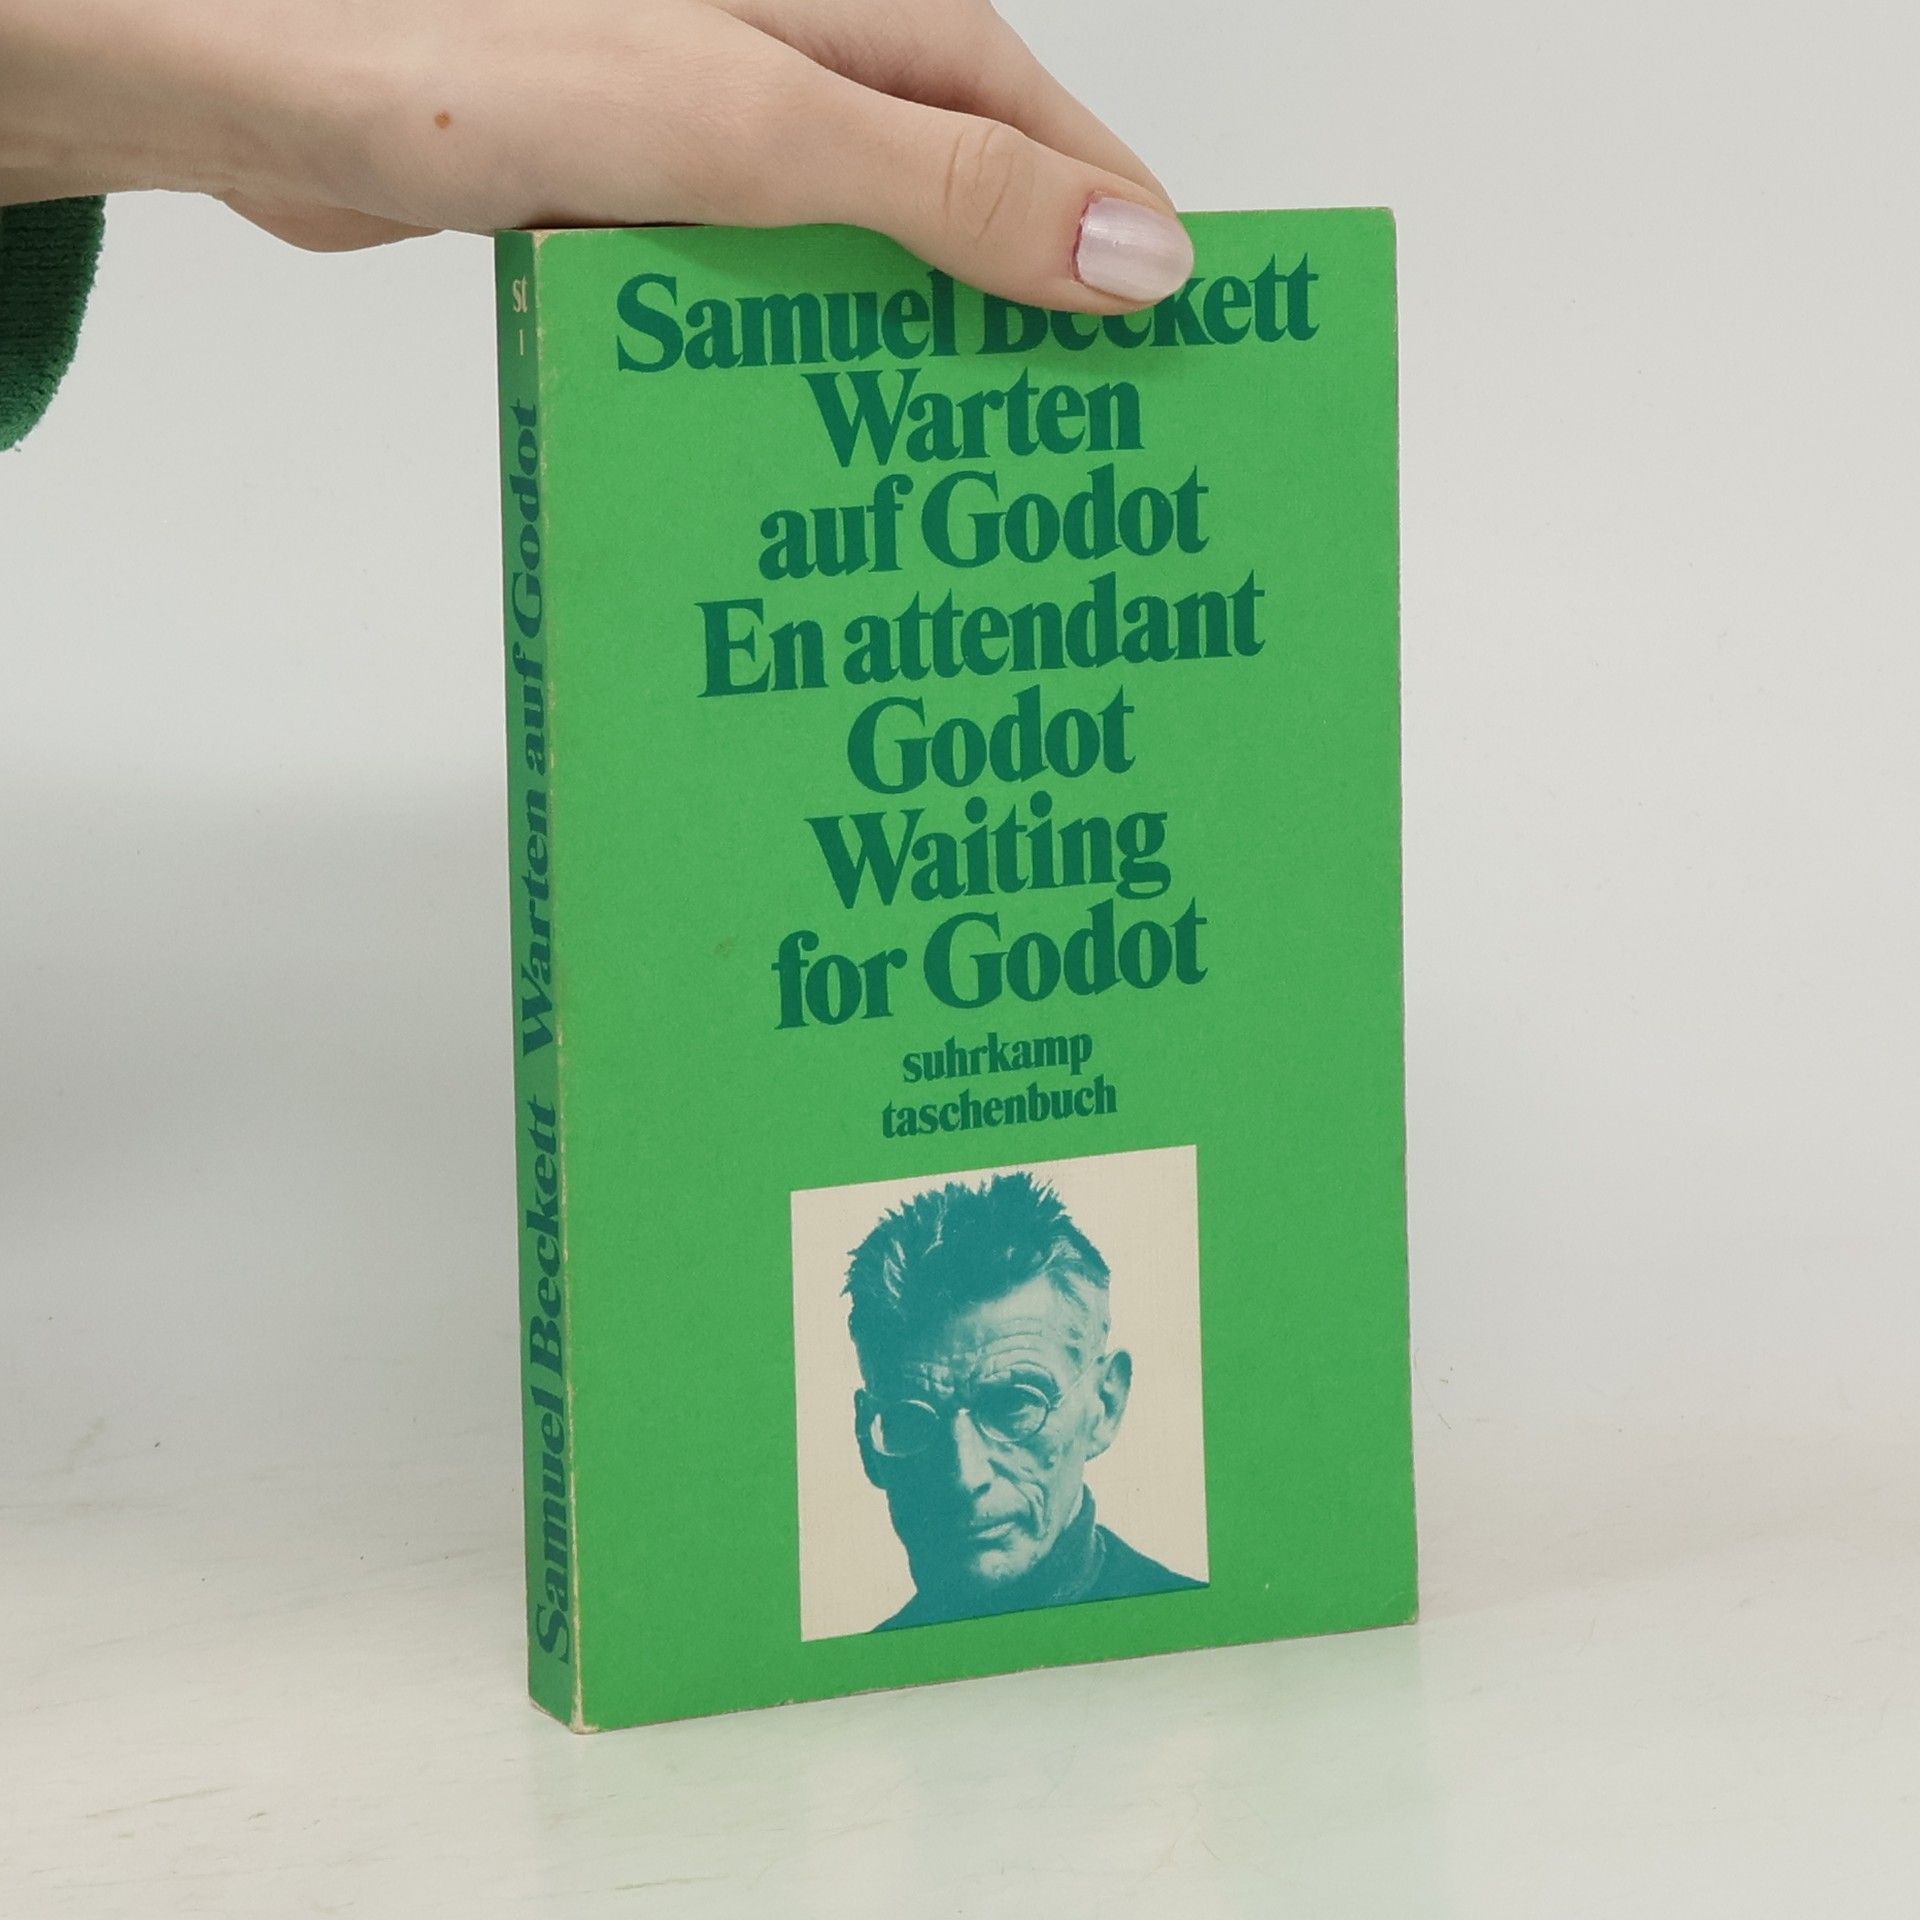 Samuel Beckett
Warten
auf Godot
En attendant
Godot
Waiting
for Godot
suhrkamp
taschenbuch
st
1
Samuel Beckett Warten auf Godot